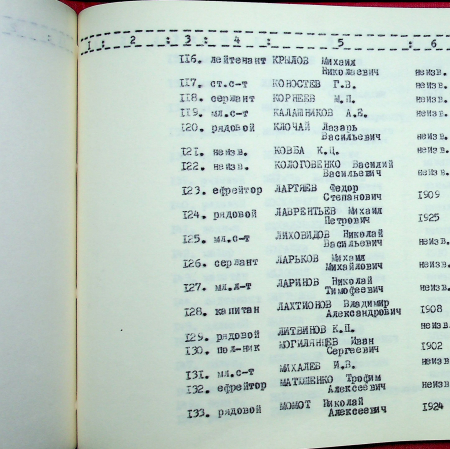 1 : 2 : 3 : 4 : 5 : 6
116. лейтенант КРЫЛОВ Михаил
Николаевич неизв.
117. ст.с-т КОНОСТЕВ Г.В. неизв.
118. сержант КОРНЕЕВ М.П. неизв.
119. мл.с-т КАЛАШНИКОВ А.Е. неизв.
120. рядовой КЛОЧАЙ Лазарь
Васильевич неизв.
121. неизв. КОВБА К.Ц. неизв.
122. неизв. КОЛОГОВЕНКО Василий
Васильевич неизв.
123. ефрейтор ЛАРТЯЕВ Федор
Степанович 1909
124. рядовой ЛАВРЕНТЬЕВ Михаил
Петрович 1925
125. мл.с-т ЛИХОВИДОВ Николай
Васильевич неизв.
126. сержант ЛАРЬКОВ Михаил
Михайлович неизв.
127. мл.л-т ЛАРИНОВ Николай
Тимофеевич неизв.
128. капитан ЛАХТИОНОВ Владимир
Александрович 1908
129. рядовой ЛИТВИНОВ К.П. неизв.
130. пол-ник МОГИЛЯНЦЕВ Иван
Сергеевич 1902
131. мл.с-т МИХАЛЕВ И.В. неизв.
132. ефрейтор МАТЮШЕНКО Трофим
Алексеевич неизв.
133. рядовой МОМОТ Николай
Алексеевич 1924